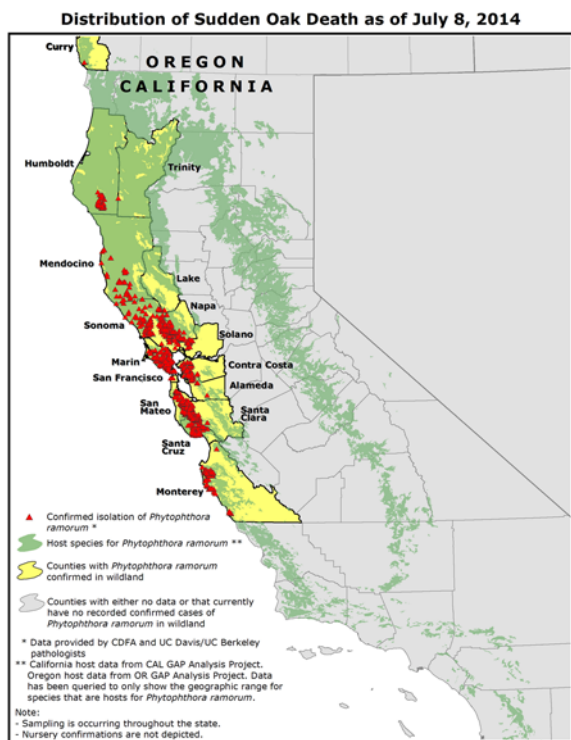 Distribution of Sudden Oak Death as of July 8, 2014
Curry
OREGON
CALIFORNIA
Humboldt
Trinity
Mendocino
Lake
Napa
Sonoma
Solano
Marin
Contra Costa
San Francisco
Alameda
San
Mateo
Santa
Clara
Santa
Cruz
Monterey
Confirmed isolation of Phytophthora
ramorum *
Host species for Phytophthora ramorum **
Counties with Phytophthora ramorum
confirmed in wildland
Counties with either no data or that currently
have no recorded confirmed cases of
Phytophthora ramorum in wildland
* Data provided by CDFA and UC Davis/UC Berkeley
pathologists
** California host data from CAL GAP Analysis Project.
Oregon host data from OR GAP Analysis Project. Data
has been queried to only show the geographic range for
species that are hosts for Phytophthora ramorum.
Note:
- Sampling is occurring throughout the state.
- Nursery confirmations are not depicted.